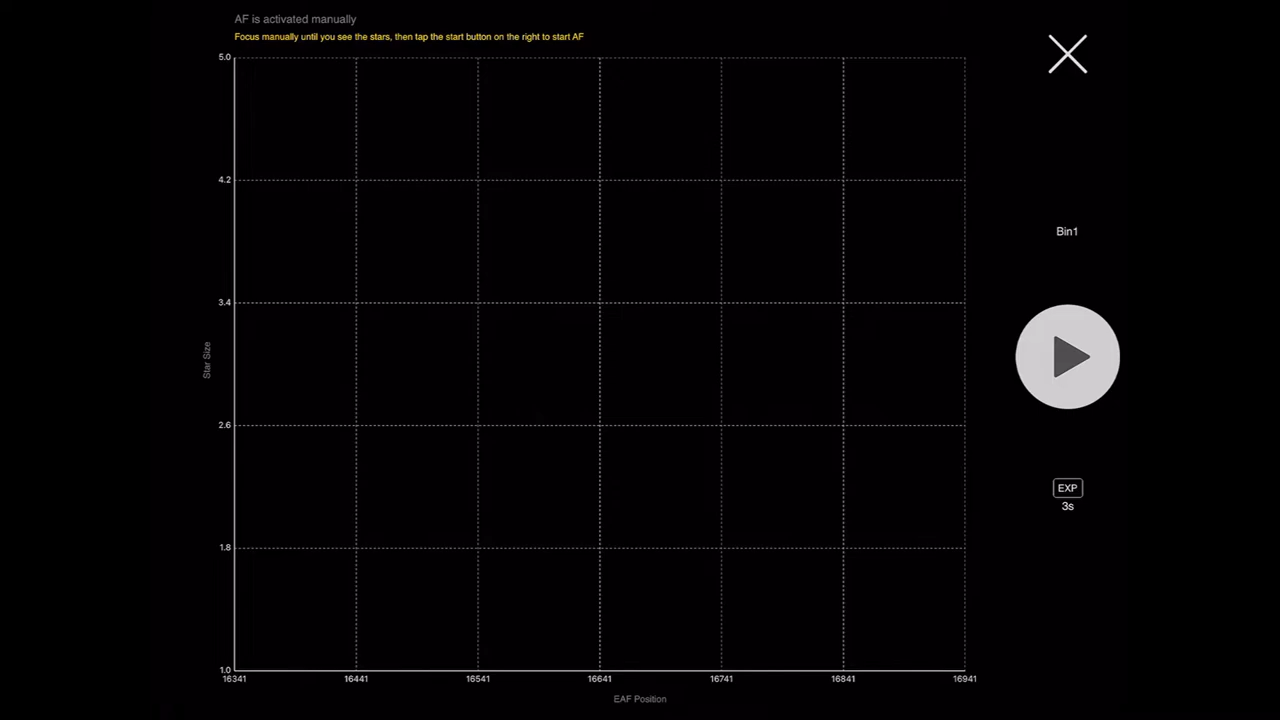 AF is activated manually
Focus manually until you see the stars, then tap the start button on the right to start AF
5.0
4.2
3.4
2.6
1.8
1.0
Star Size
16341 16441 16541 16641 16741 16841 16941
EAF Position
Bin1
EXP
3s